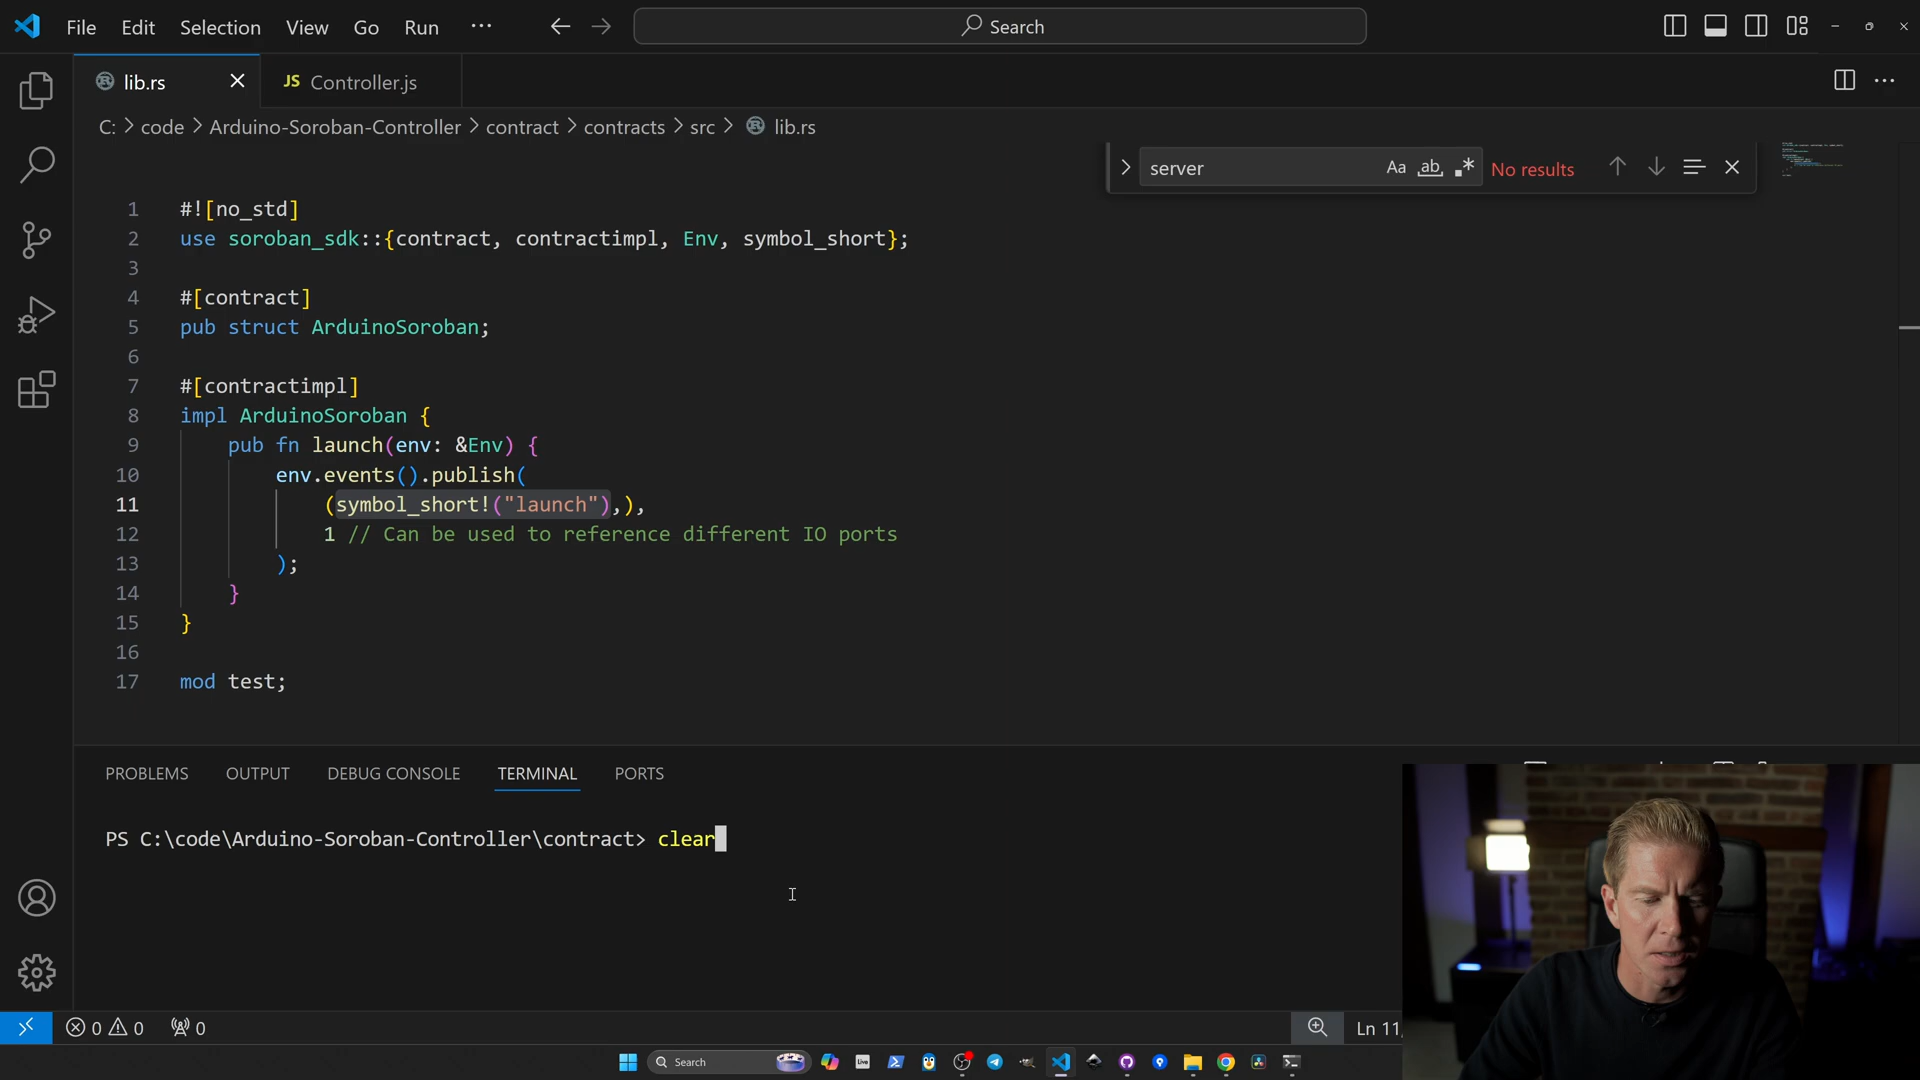 File Edit Selection View Go Run ··· Search
lib.rs JS Controller.js
C: > code > Arduino-Soroban-Controller > contract > contracts > src > lib.rs
server Aa ab .* No results
1 #![no_std]
2 use soroban_sdk::{contract, contractimpl, Env, symbol_short};
3
4 #[contract]
5 pub struct ArduinoSoroban;
6
7 #[contractimpl]
8 impl ArduinoSoroban {
9 pub fn launch(env: &Env) {
10 env.events().publish(
11 (symbol_short!("launch"),),
12 1 // Can be used to reference different IO ports
13 );
14 }
15 }
16
17 mod test;
PROBLEMS OUTPUT DEBUG CONSOLE TERMINAL PORTS
PS C:\code\Arduino-Soroban-Controller\contract> clear
0 0 0 Ln 11,
Search